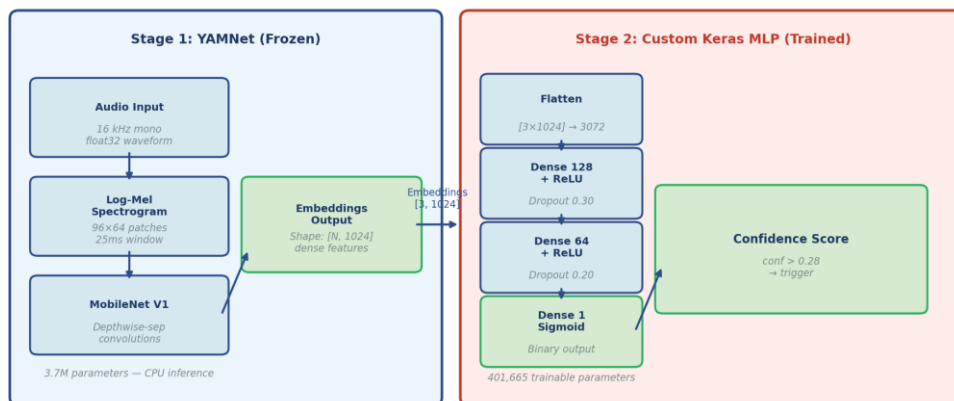 Stage 1: YAMNet (Frozen)
Audio Input
16 kHz mono
float32 waveform
Log-Mel
Spectrogram
96×64 patches
25ms window
MobileNet V1
Depthwise-sep
convolutions
3.7M parameters — CPU inference
Embeddings
Output
Shape: [N, 1024]
dense features
Embeddings
[3, 1024]
Stage 2: Custom Keras MLP (Trained)
Flatten
[3×1024] → 3072
Dense 128
+ ReLU
Dropout 0.30
Dense 64
+ ReLU
Dropout 0.20
Dense 1
Sigmoid
Binary output
401,665 trainable parameters
Confidence Score
conf > 0.28
→ trigger